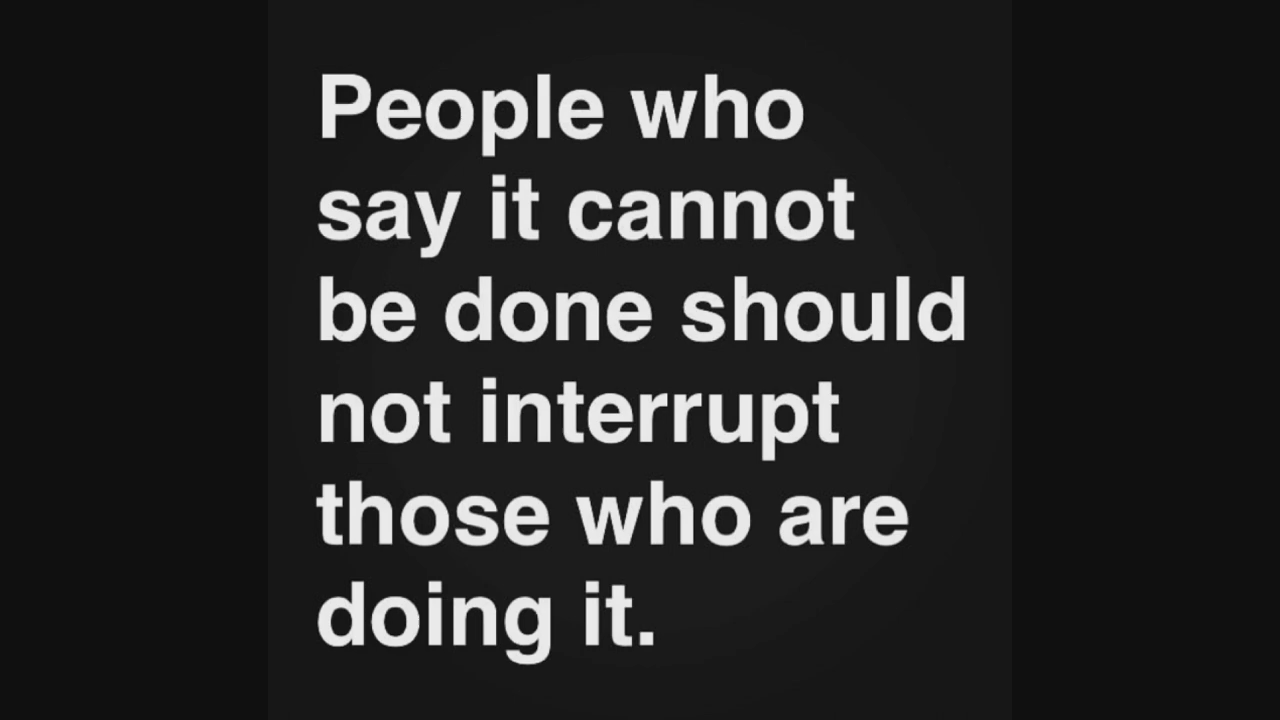 People who
say it cannot
be done should
not interrupt
those who are
doing it.